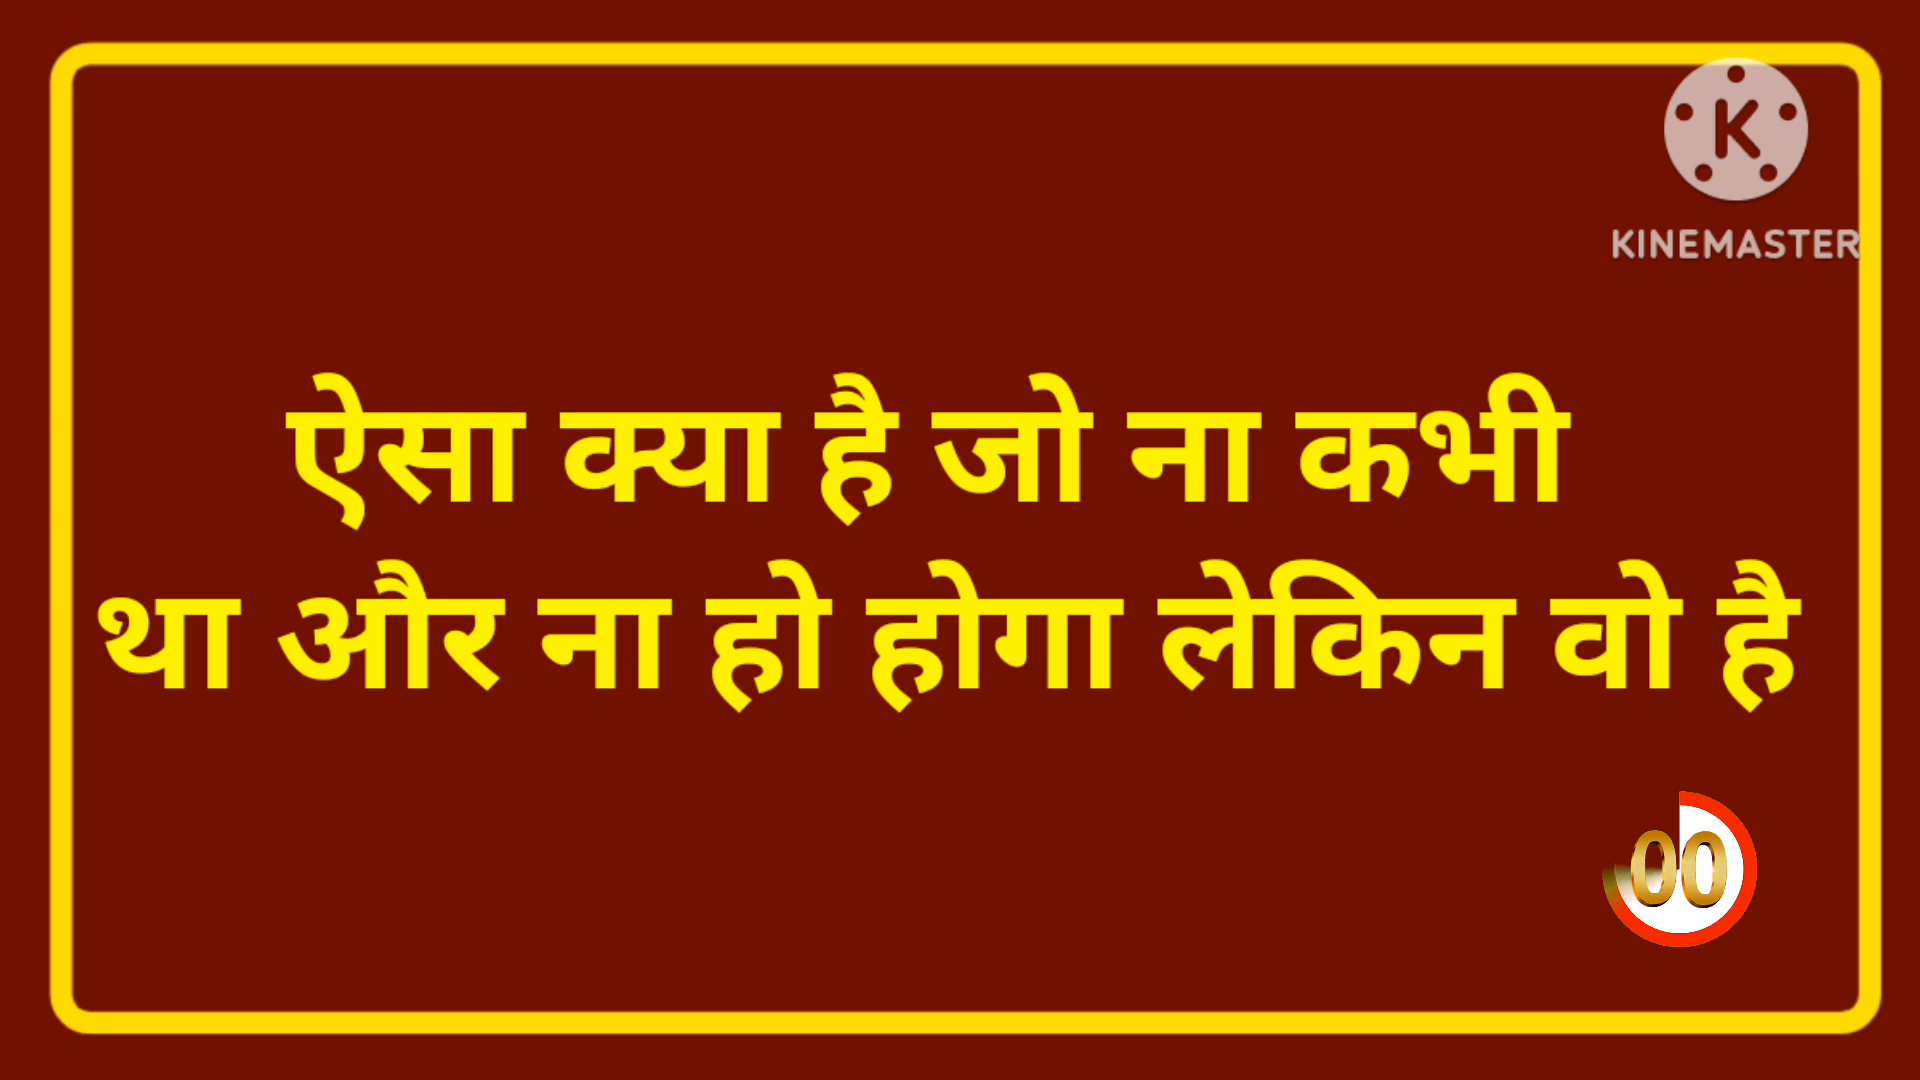 KINEMASTER
ऐसा क्या है जो ना कभी
था और ना हो होगा लेकिन वो है
00